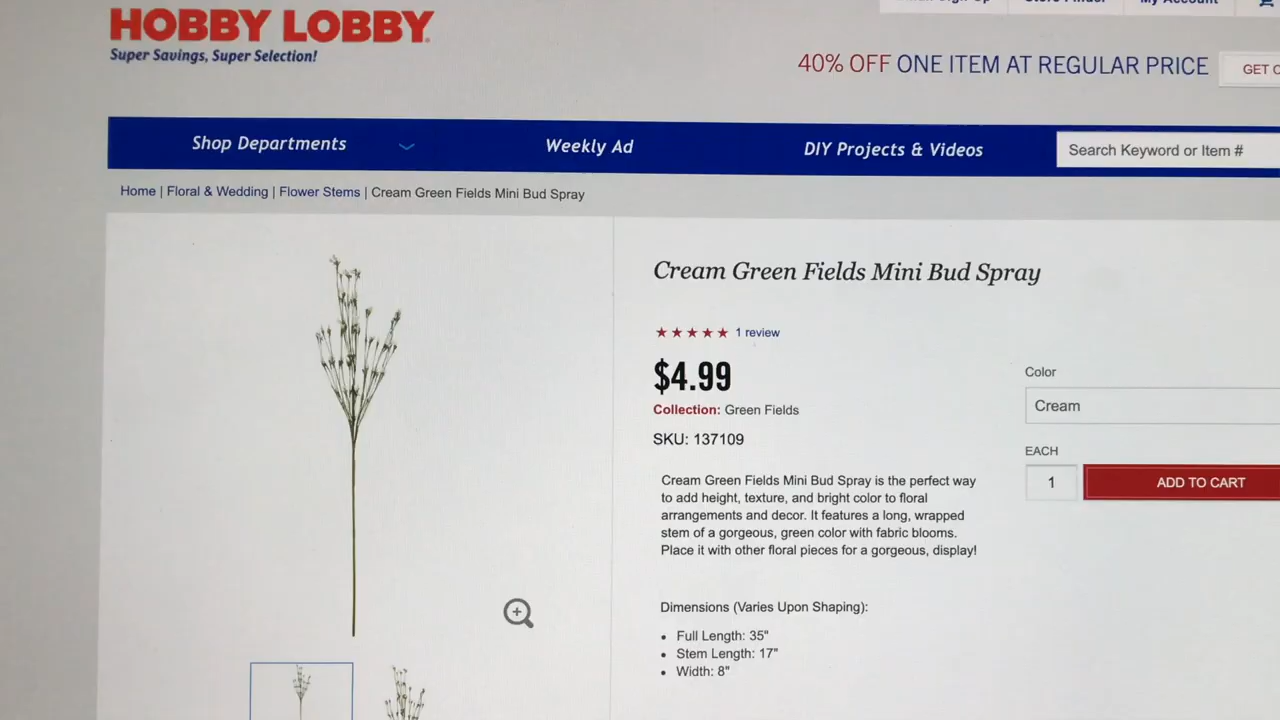 HOBBY LOBBY
Super Savings, Super Selection!
Store Finder
My Account
40% OFF ONE ITEM AT REGULAR PRICE
GET
Shop Departments
Weekly Ad
DIY Projects & Videos
Search Keyword or Item #
Home | Floral & Wedding | Flower Stems | Cream Green Fields Mini Bud Spray
Cream Green Fields Mini Bud Spray
1 review
$4.99
Collection: Green Fields
SKU: 137109
Color
Cream
EACH
1
ADD TO CART
Cream Green Fields Mini Bud Spray is the perfect way
to add height, texture, and bright color to floral
arrangements and decor. It features a long, wrapped
stem of a gorgeous, green color with fabric blooms.
Place it with other floral pieces for a gorgeous, display!
Dimensions (Varies Upon Shaping):
• Full Length: 35"
• Stem Length: 17"
• Width: 8"